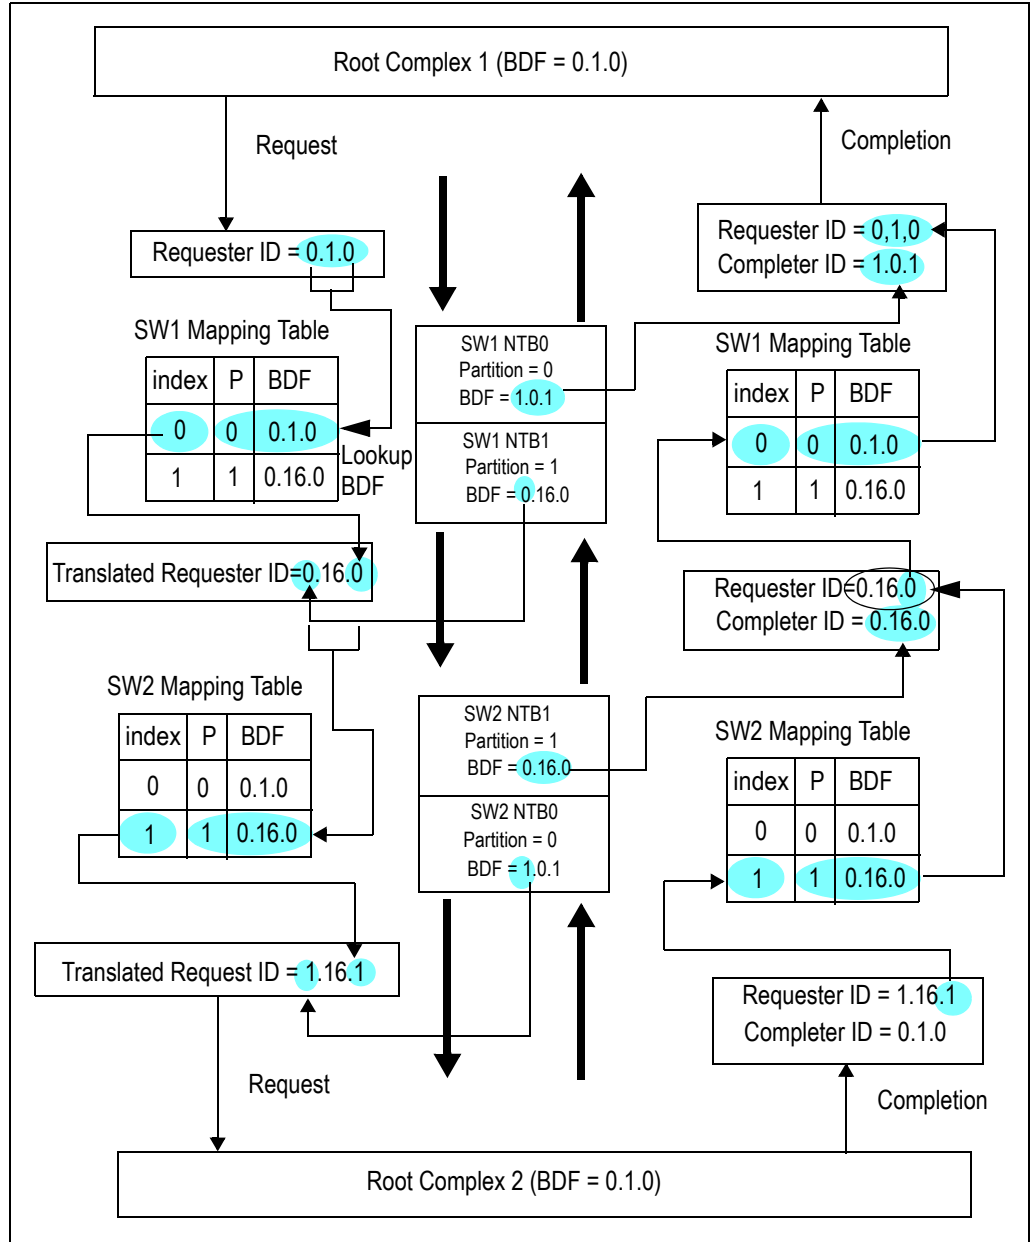 Root Complex 1 (BDF = 0.1.0)
Request
Completion
Requester ID = 0.1.0
Requester ID = 0,1,0
Completer ID = 1.0.1
SW1 Mapping Table
index P BDF
0 0 0.1.0
1 1 0.16.0
Lookup
BDF
SW1 NTB0
Partition = 0
BDF = 1.0.1
SW1 NTB1
Partition = 1
BDF = 0.16.0
SW1 Mapping Table
index P BDF
0 0 0.1.0
1 1 0.16.0
Translated Requester ID=0.16.0
Requester ID=0.16.0
Completer ID = 0.16.0
SW2 Mapping Table
index P BDF
0 0 0.1.0
1 1 0.16.0
SW2 NTB1
Partition = 1
BDF = 0.16.0
SW2 NTB0
Partition = 0
BDF = 1.0.1
SW2 Mapping Table
index P BDF
0 0 0.1.0
1 1 0.16.0
Translated Request ID = 1.16.1
Requester ID = 1.16.1
Completer ID = 0.1.0
Request
Completion
Root Complex 2 (BDF = 0.1.0)